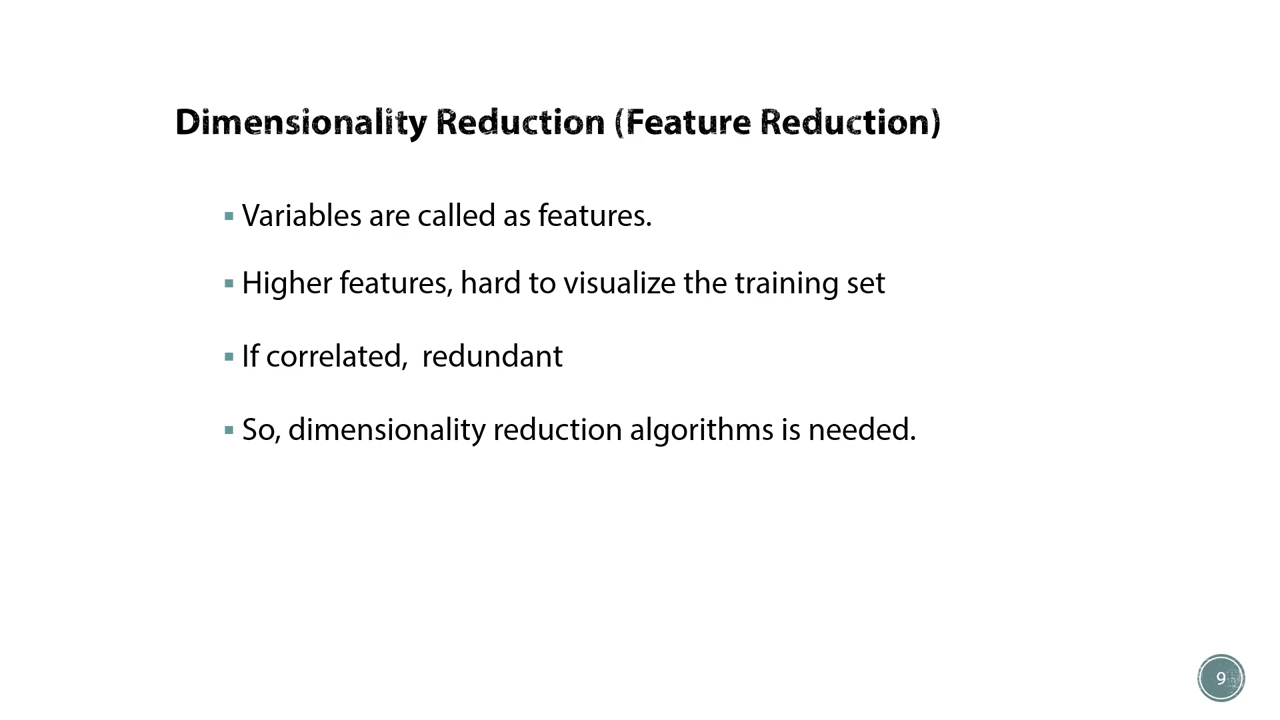 Dimensionality Reduction (Feature Reduction)
▪ Variables are called as features.
▪ Higher features, hard to visualize the training set
▪ If correlated,  redundant
▪ So, dimensionality reduction algorithms is needed.
9